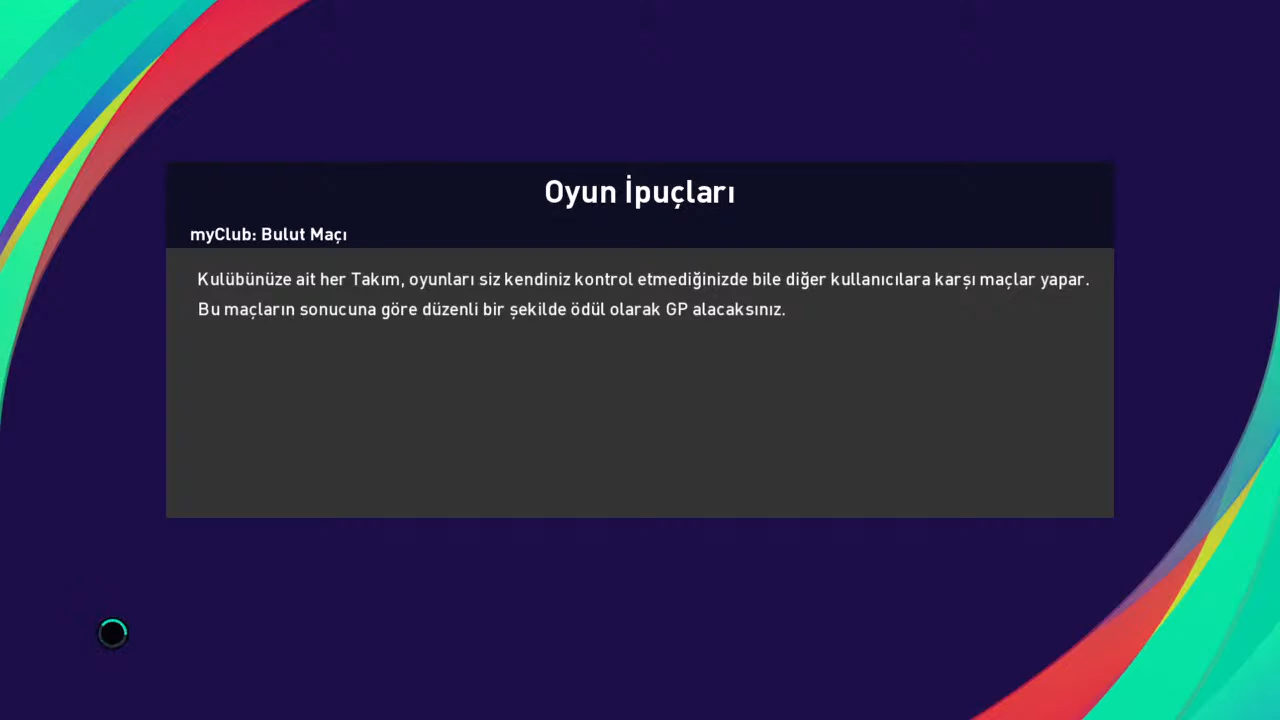 Oyun İpuçları
myClub: Bulut Maçı
Kulübünüze ait her Takım, oyunları siz kendiniz kontrol etmediğinizde bile diğer kullanıcılara karşı maçlar yapar.
Bu maçların sonucuna göre düzenli bir şekilde ödül olarak GP alacaksınız.